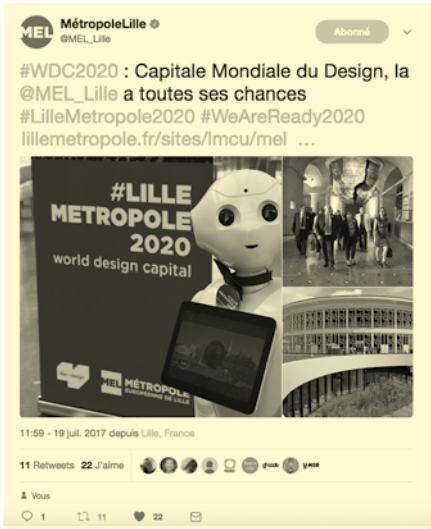 MEL
MétropoleLille
@MEL_Lille
Abonné
#WDC2020 : Capitale Mondiale du Design, la
@MEL_Lille a toutes ses chances
#LilleMetropole2020 #WeAreReady2020
lillemetropole.fr/sites/lmcu/mel …
#LILLE
METROPOLE
2020
world design capital
MEL MÉTROPOLE
EUROPÉENNE DE LILLE
11:59 - 19 juil. 2017 depuis Lille, France
11 Retweets 22 J'aime
Vous
1 11 22